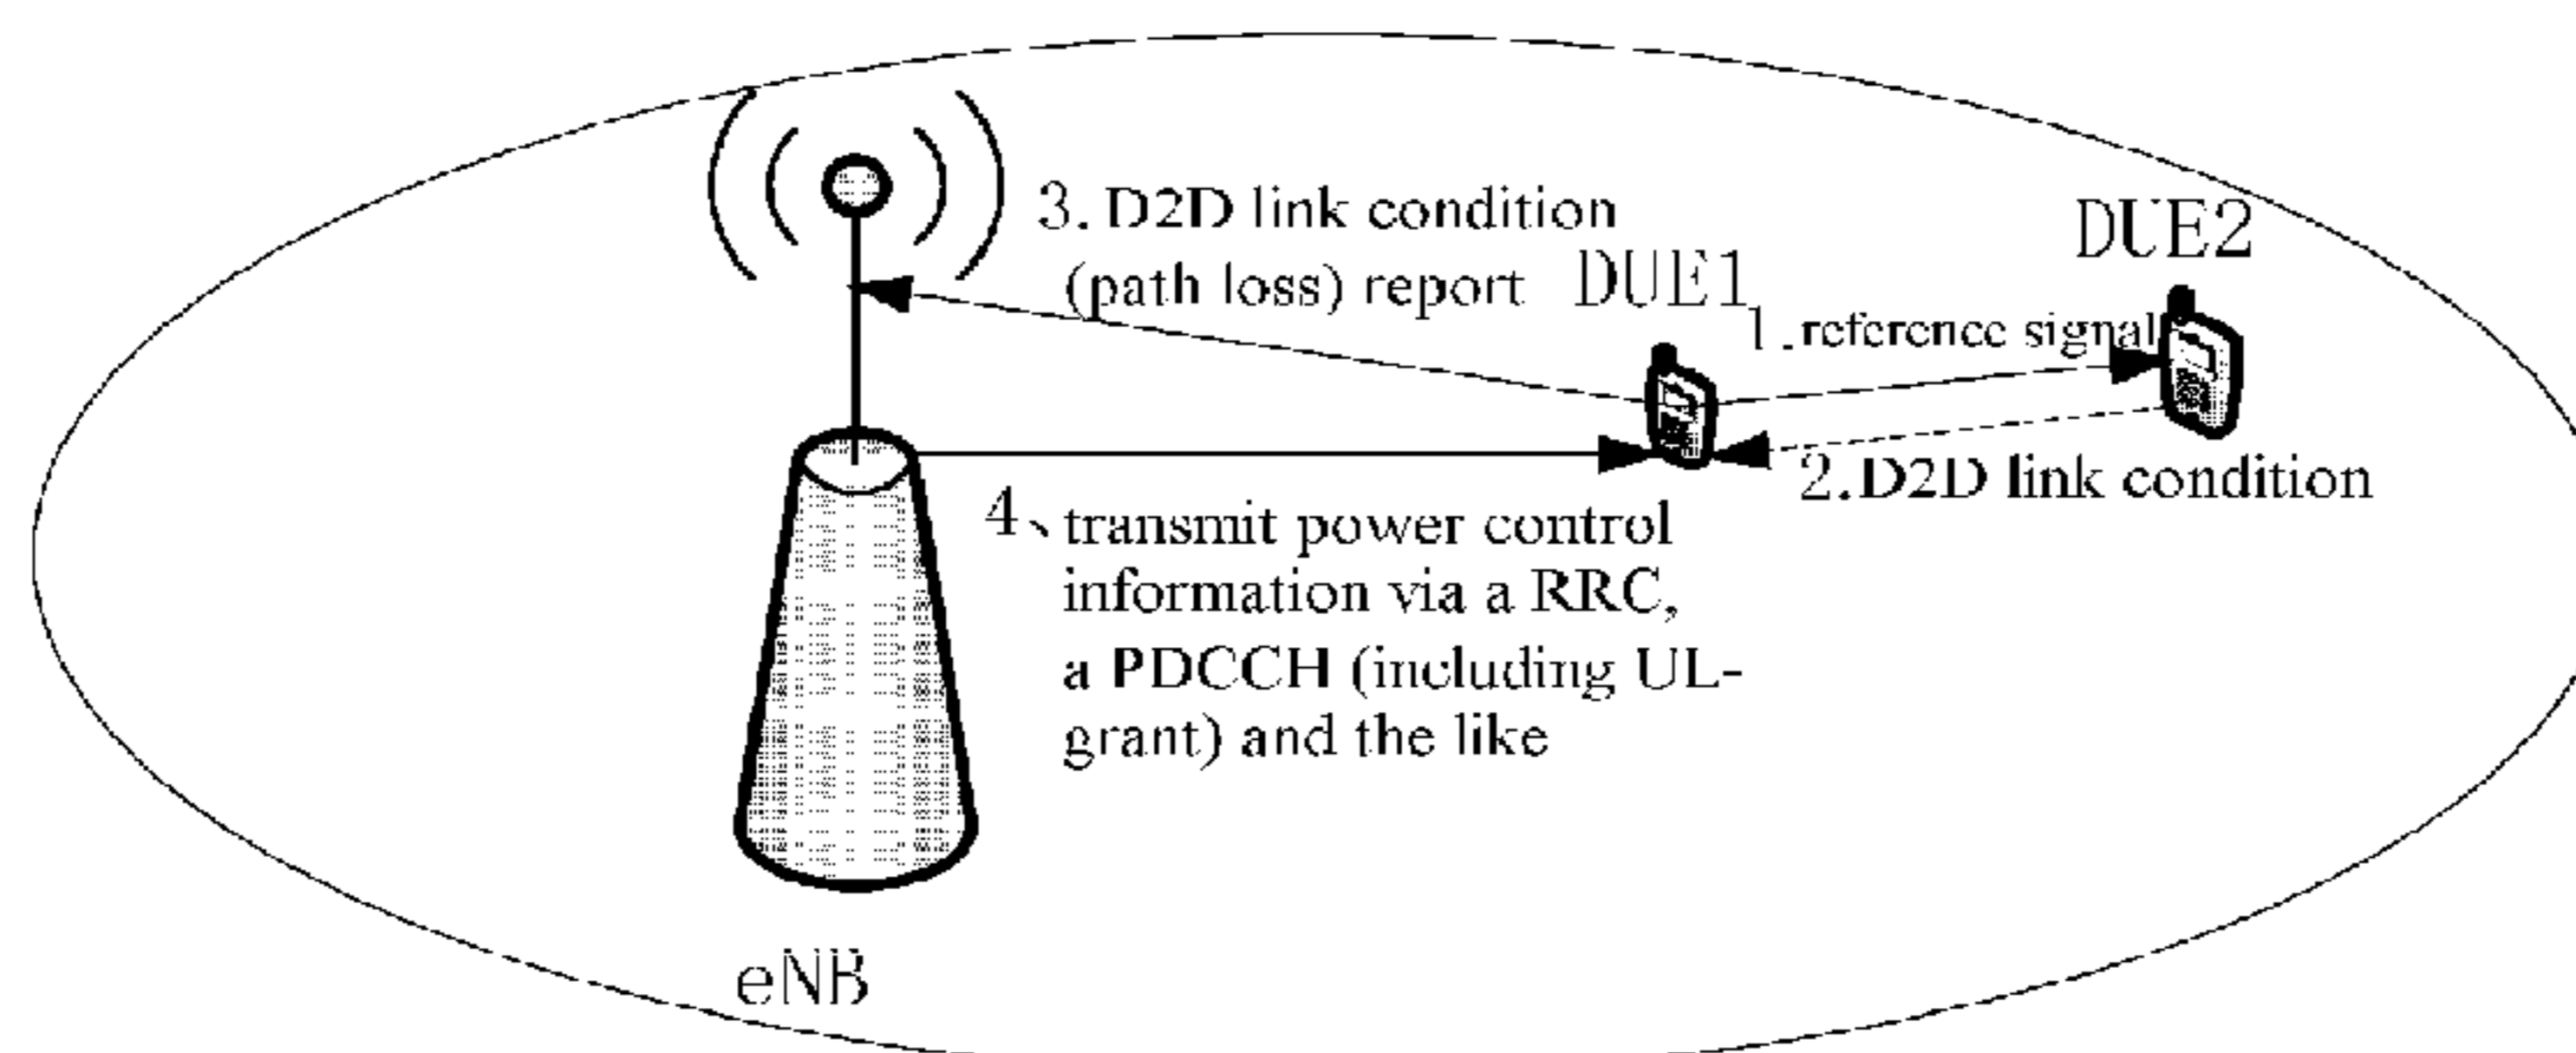 3. D2D link condition
(path loss) report
DUE1
DUE2
1.reference signal
2.D2D link condition
4、transmit power control
information via a RRC,
a PDCCH (including UL-
grant) and the like
eNB